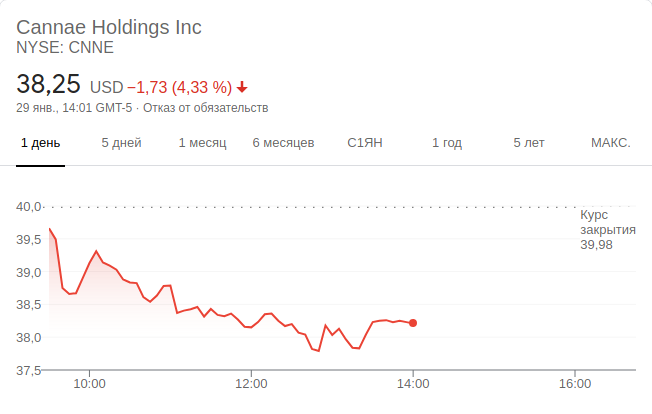 Cannae Holdings Inc
NYSE: CNNE
38,25 USD −1,73 (4,33 %)
29 янв., 14:01 GMT-5 · Отказ от обязательств
1 день 5 дней 1 месяц 6 месяцев С1ЯН 1 год 5 лет МАКС.
40,0
Курс
закрытия
39,98
39,5
39,0
38,5
38,0
37,5
10:00 12:00 14:00 16:00